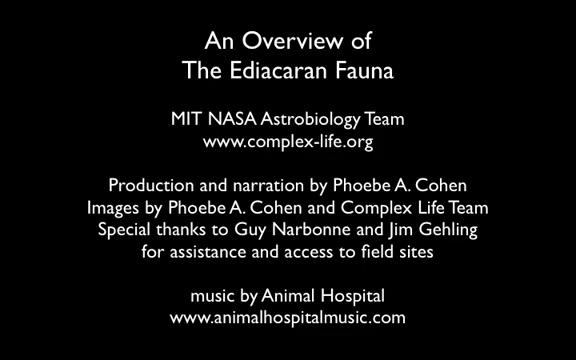 An Overview of
The Ediacaran Fauna
MIT NASA Astrobiology Team
www.complex-life.org
Production and narration by Phoebe A. Cohen
Images by Phoebe A. Cohen and Complex Life Team
Special thanks to Guy Narbonne and Jim Gehling
for assistance and access to field sites
music by Animal Hospital
www.animalhospitalmusic.com